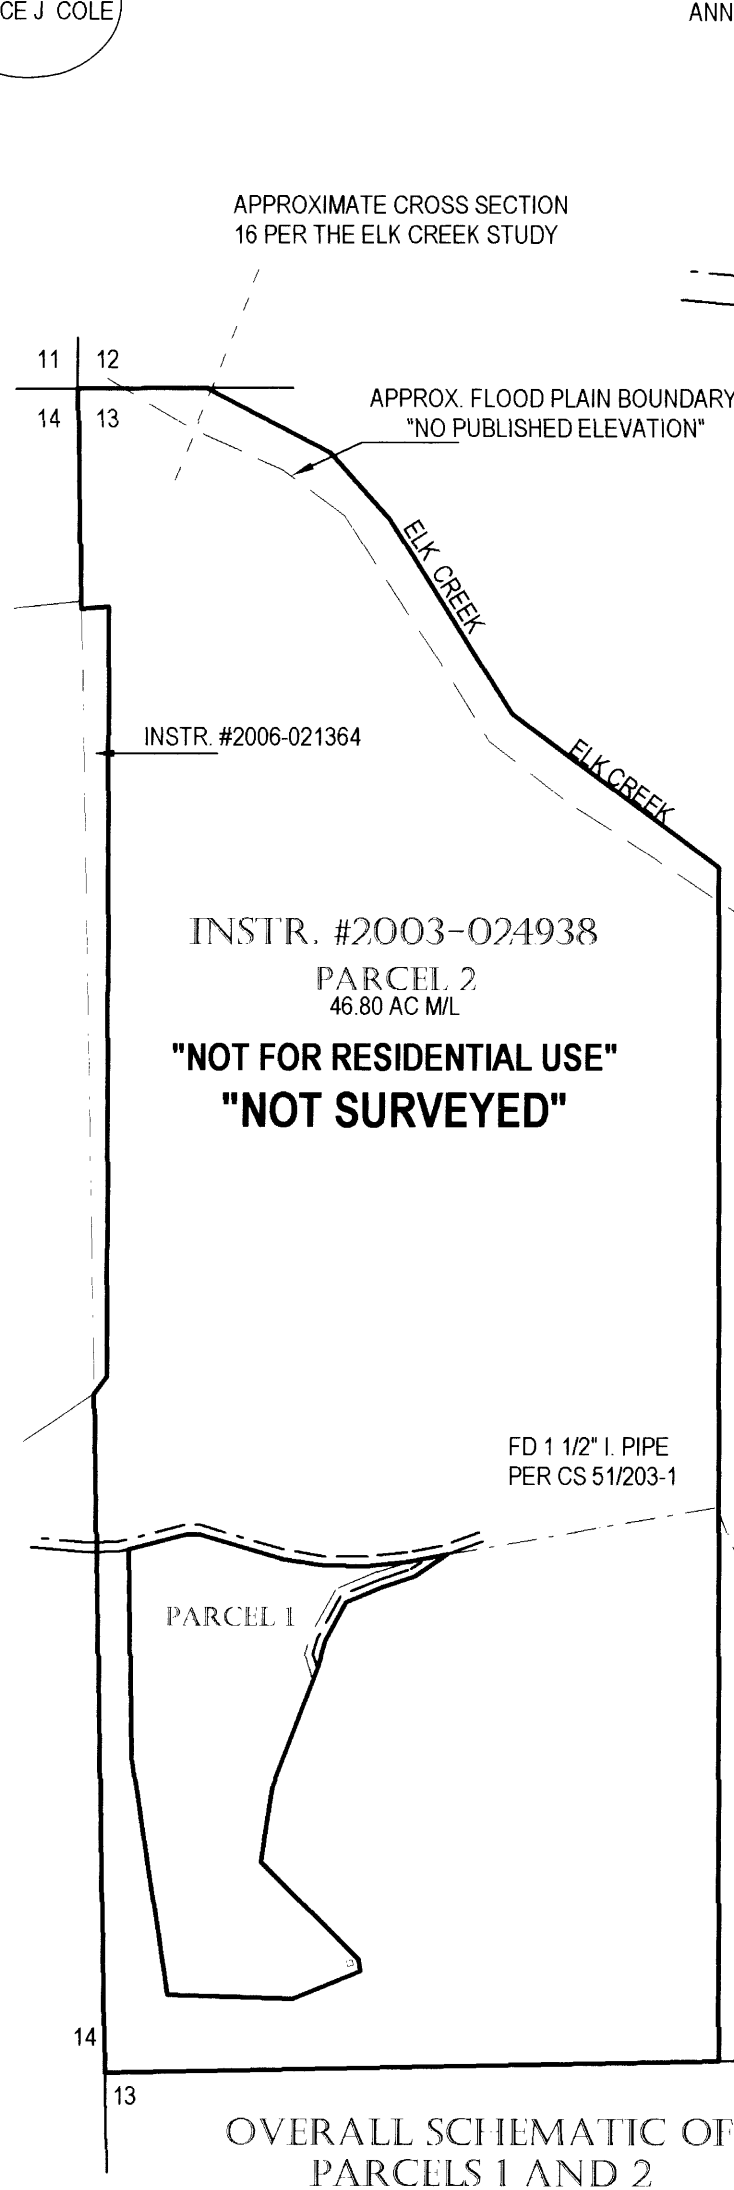 CE J COLE
ANN
APPROXIMATE CROSS SECTION
16 PER THE ELK CREEK STUDY
11 12
14 13
APPROX. FLOOD PLAIN BOUNDARY
"NO PUBLISHED ELEVATION"
ELK CREEK
INSTR. #2006-021364
ELK CREEK
INSTR. #2003-024938
PARCEL 2
46.80 AC M/L
"NOT FOR RESIDENTIAL USE"
"NOT SURVEYED"
FD 1 1/2" I. PIPE
PER CS 51/203-1
PARCEL 1
14
13
OVERALL SCHEMATIC OF
PARCELS 1 AND 2